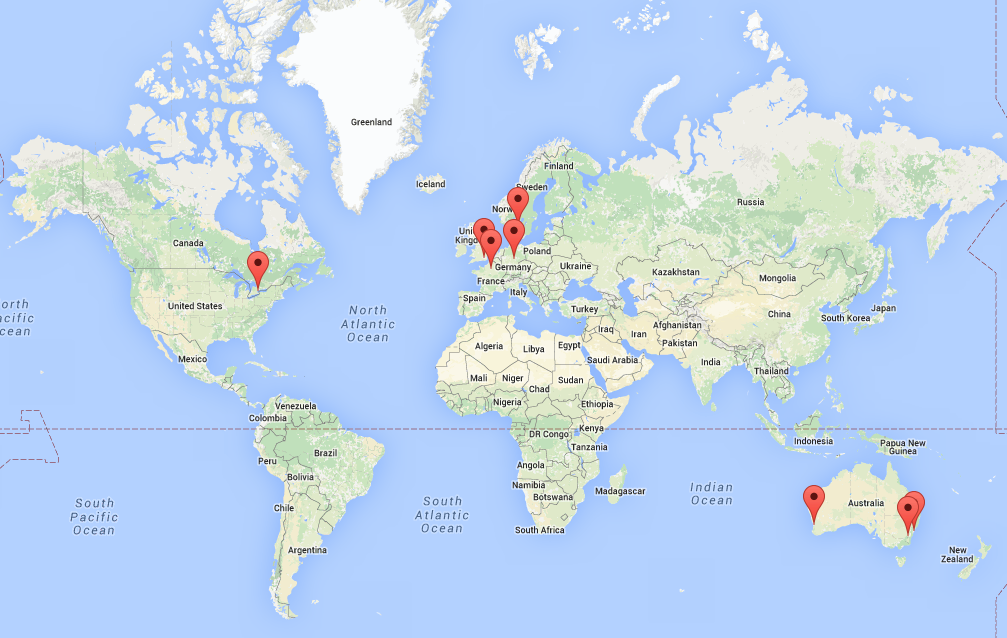 Greenland
Iceland
Finland
Sweden
Norw
Russia
Canada
Unit
Kingd
Poland
Germany
Ukraine
France
Kazakhstan
Mongolia
United States
Italy
Spain
orth
acific
cean
North
Atlantic
Ocean
Turkey
China
Japan
South Korea
Iraq
Iran
Afghanistan
Pakistan
Algeria
Libya
Egypt
Saudi Arabia
India
Mexico
Mali
Niger
Chad
Sudan
Thailand
Nigeria
Ethiopia
Venezuela
Colombia
Kenya
DR Congo
Tanzania
Indonesia
Papua New
Guinea
Peru
Brazil
Bolivia
Angola
Namibia
Botswana
Madagascar
Indian
Ocean
South
Pacific
Ocean
South
Atlantic
Ocean
Chile
Australia
South Africa
Argentina
New
Zealand